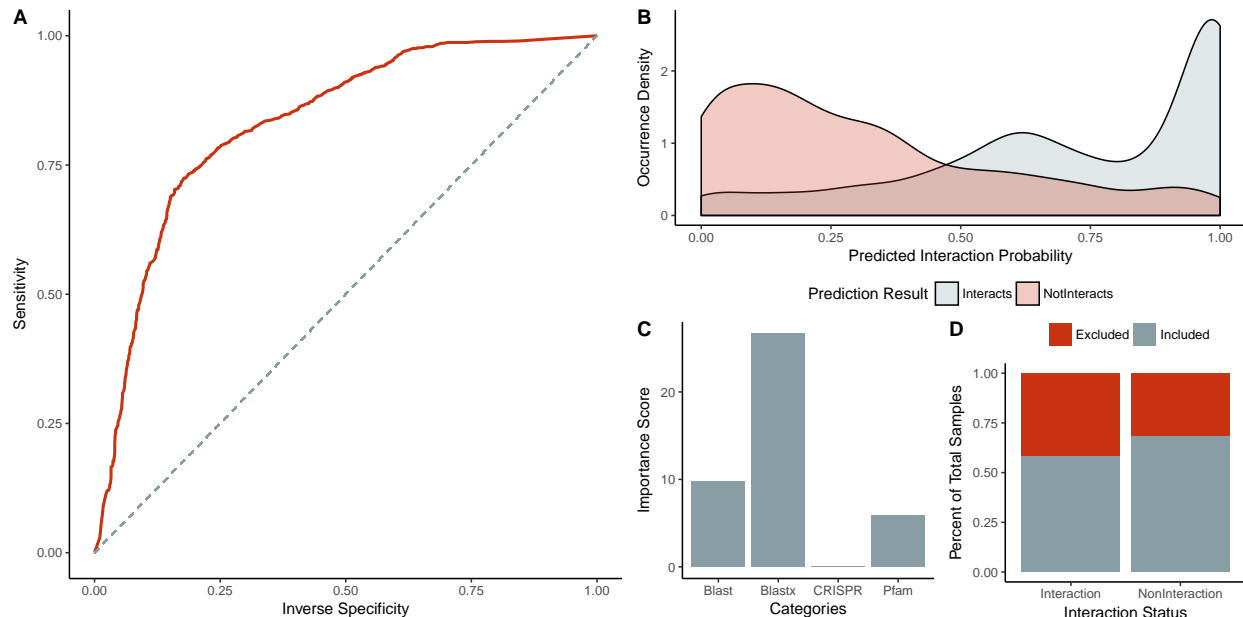 A
1.00
0.75
0.50
0.25
0.00
Sensitivity
0.00 0.25 0.50 0.75 1.00
Inverse Specificity
B
2
1
0
Occurrence Density
0.00 0.25 0.50 0.75 1.00
Predicted Interaction Probability
Prediction Result Interacts NotInteracts
C
20
10
0
Importance Score
Blast Blastx CRISPR Pfam
Categories
D
Excluded Included
1.00
0.75
0.50
0.25
0.00
Percent of Total Samples
Interaction NonInteraction
Interaction Status